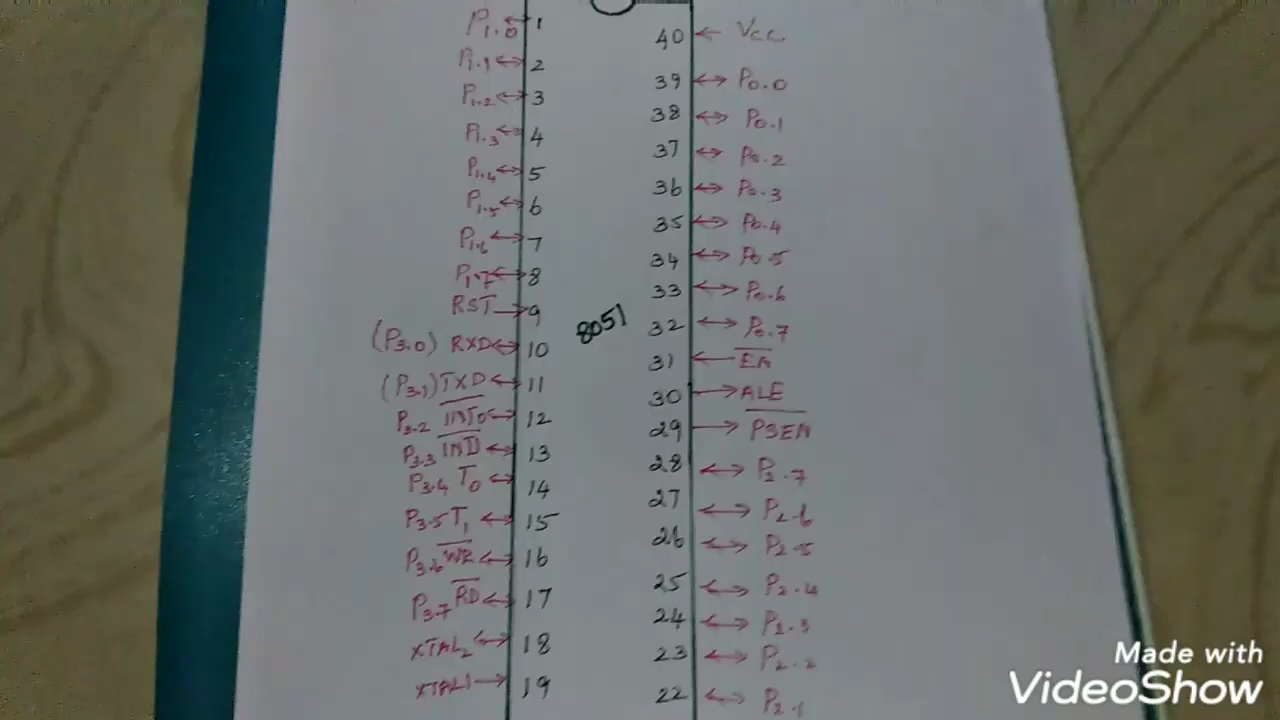 P1.0 1
P1.1 2
P1.2 3
P1.3 4
P1.4 5
P1.5 6
P1.6 7
P1.7 8
RST 9
(P3.0) RXD 10
(P3.1) TXD 11
P3.2 INT0 12
P3.3 13
P3.4 T0 14
P3.5 T1 15
P3.6 WR 16
P3.7 RD 17
XTAL2 18
XTAL1 19
8051
40 VCC
39 P0.0
38 P0.1
37 P0.2
36 P0.3
35 P0.4
34 P0.5
33 P0.6
32 P0.7
31
30 ALE
29 PSEN
28 P2.7
27 P2.6
26 P2.5
25 P2.4
24 P2.3
23 P2.2
22 P2.1
Made with
VideoShow